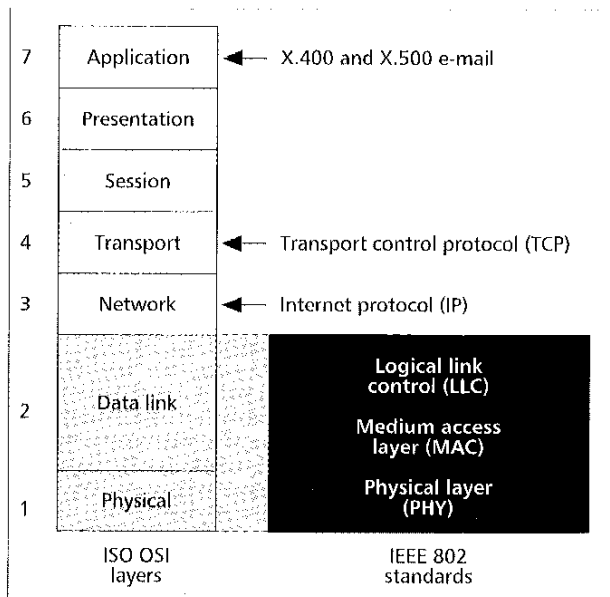 7 Application X.400 and X.500 e-mail
6 Presentation
5 Session
4 Transport Transport control protocol (TCP)
3 Network Internet protocol (IP)
Logical link
control (LLC)
2 Data link
Medium access
layer (MAC)
Physical layer
(PHY)
1 Physical
ISO OSI
layers
IEEE 802
standards